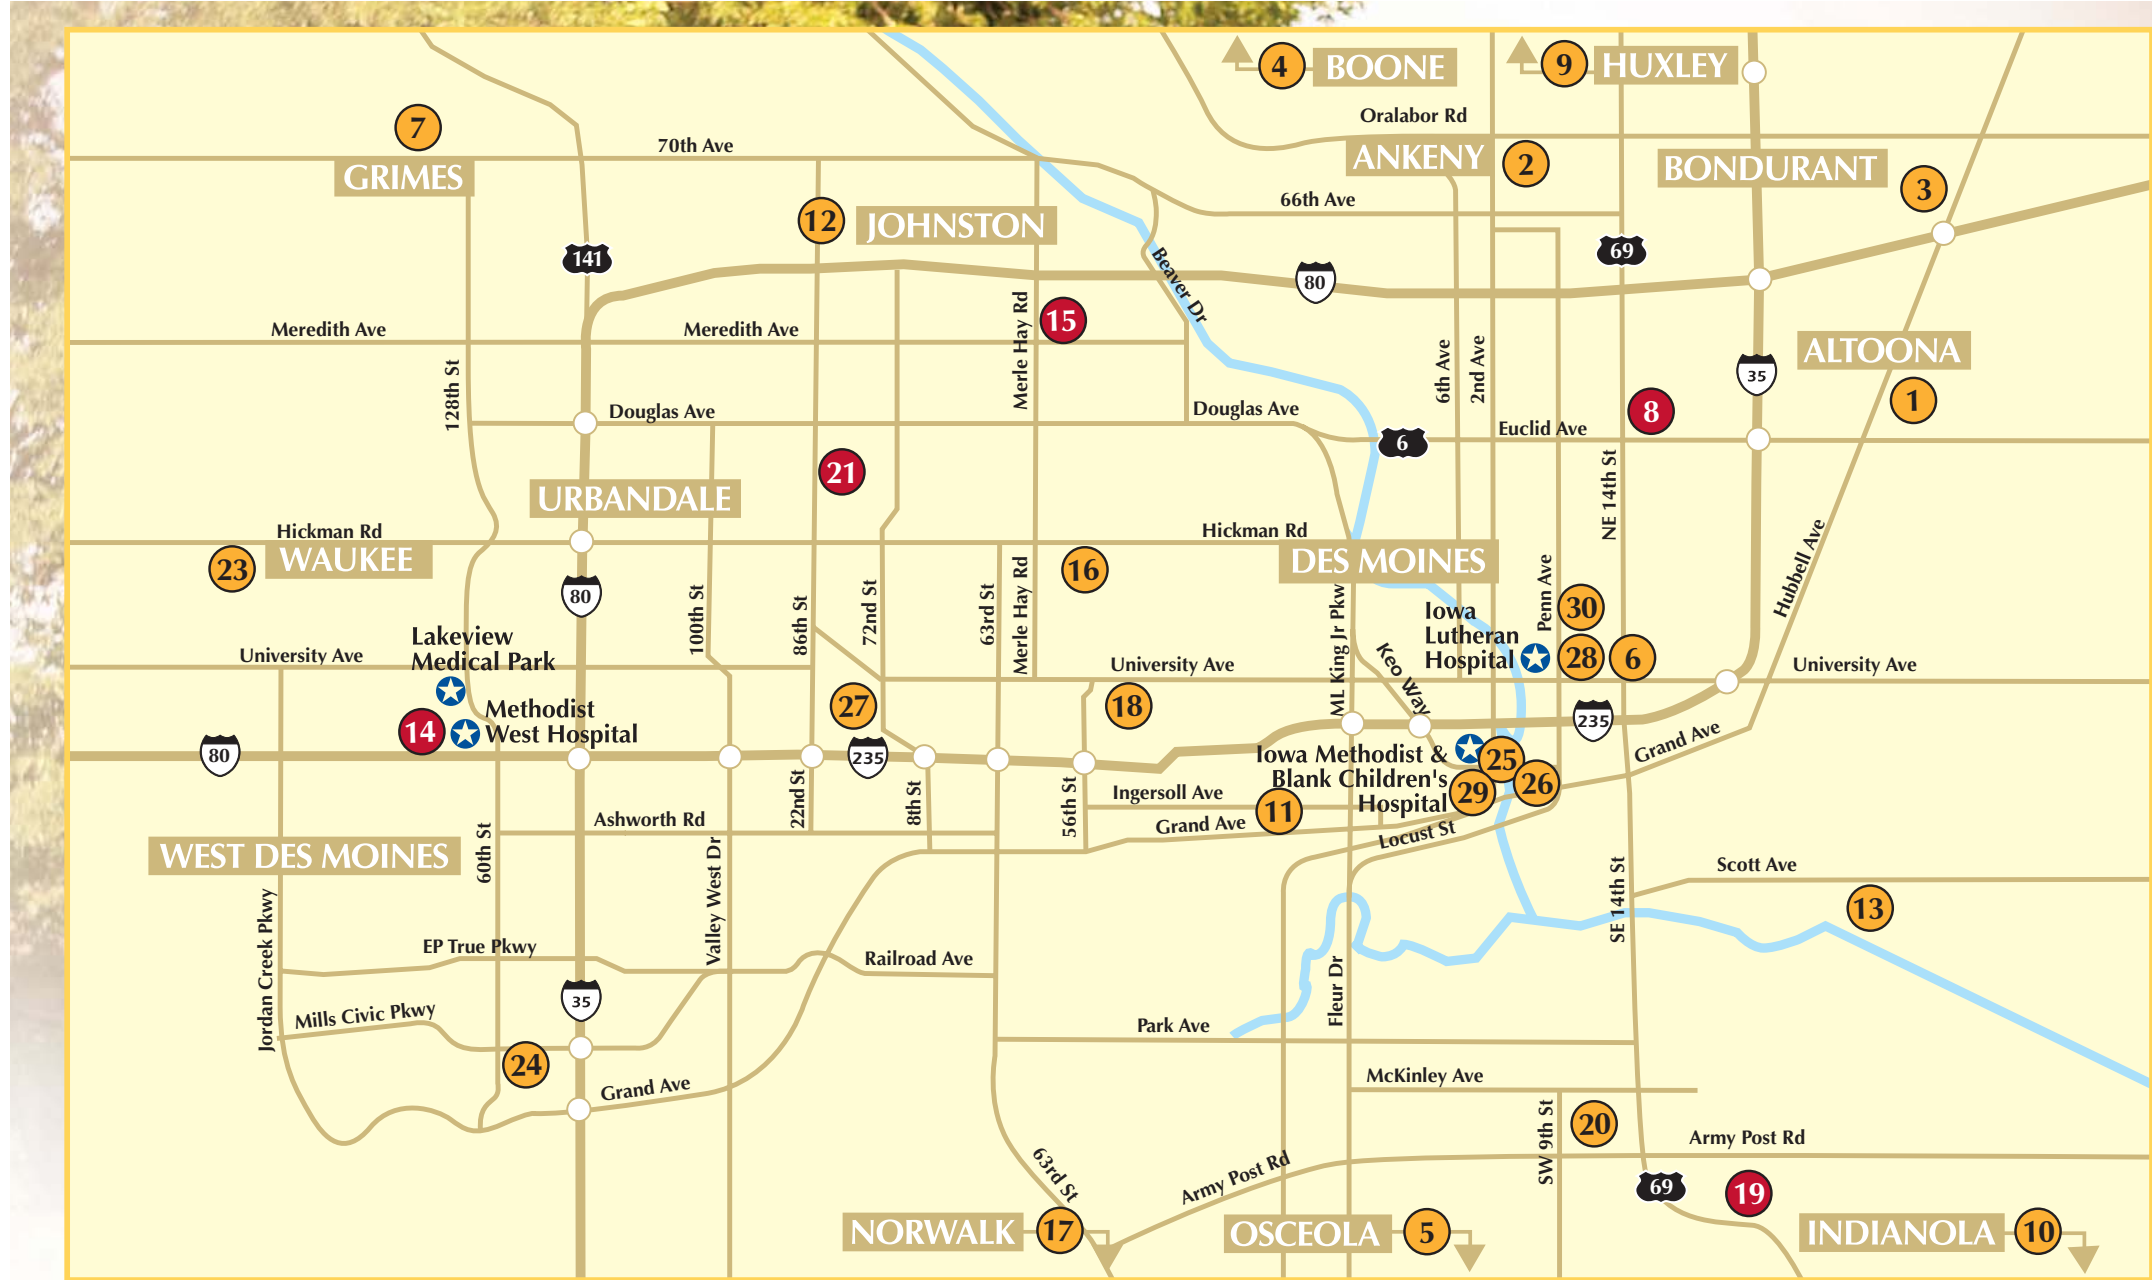 4 BOONE
9 HUXLEY
Oralabor Rd
7
70th Ave
ANKENY 2
BONDURANT
GRIMES
3
66th Ave
12 JOHNSTON
141
69
80
Beaver Dr
Merle Hay Rd
15
Meredith Ave
Meredith Ave
6th Ave
2nd Ave
ALTOONA
35
128th St
1
Douglas Ave
Douglas Ave
8
Euclid Ave
6
21
NE 14th St
URBANDALE
Hickman Rd
Hickman Rd
23 WAUKEE
16
DES MOINES
Hubbell Ave
80
100th St
86th St
72nd St
63rd St
Merle Hay Rd
ML King Jr Pkw
Keo Way
Penn Ave
30
Iowa
Lutheran
Hospital
28
6
Lakeview
Medical Park
University Ave
University Ave
University Ave
Methodist
West Hospital
14
27
18
235
80
235
Grand Ave
Iowa Methodist &
Blank Children's
Hospital
25
26
29
22nd St
8th St
56th St
Ingersoll Ave
11
Grand Ave
Locust St
Ashworth Rd
WEST DES MOINES
60th St
Valley West Dr
SE 14th St
Scott Ave
13
Jordan Creek Pkwy
EP True Pkwy
Railroad Ave
35
Mills Civic Pkwy
Fleur Dr
Park Ave
24
Grand Ave
McKinley Ave
SW 9th St
20
Army Post Rd
63rd St
Army Post Rd
69
19
NORWALK 17
OSCEOLA 5
INDIANOLA 10